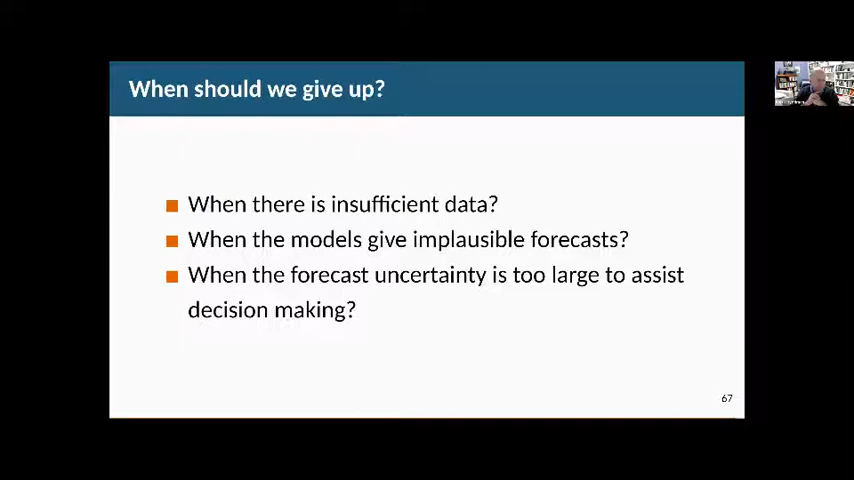 When should we give up?
■ When there is insufficient data?
■ When the models give implausible forecasts?
■ When the forecast uncertainty is too large to assist
decision making?
67